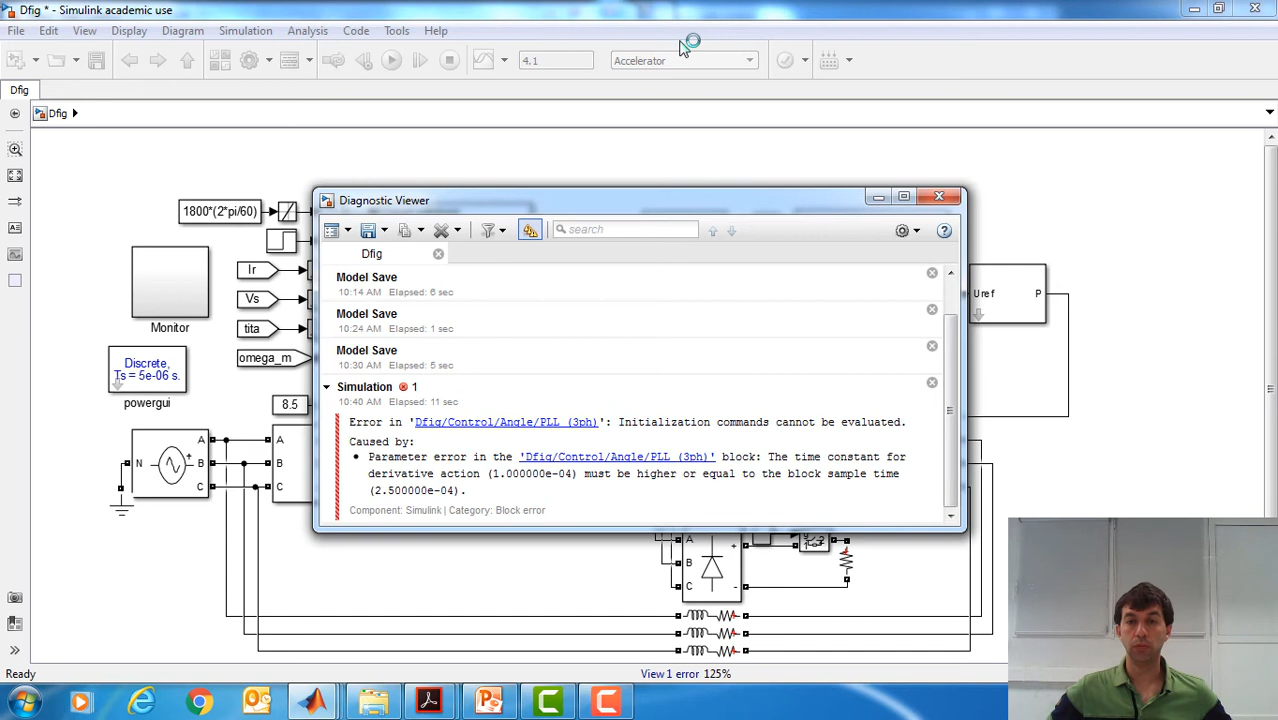 Dfig * - Simulink academic use
File Edit View Display Diagram Simulation Analysis Code Tools Help
4.1
Accelerator
Dfig
Dfig
1800*(2*pi/60)
Ir
Vs
tita
omega_m
Monitor
Discrete,
Ts = 5e-06 s.
powergui
8.5
N
A
B
C
A
B
C
Uref P
Diagnostic Viewer
search
Dfig
Model Save
10:14 AM Elapsed: 6 sec
Model Save
10:24 AM Elapsed: 1 sec
Model Save
10:30 AM Elapsed: 5 sec
Simulation 1
10:40 AM Elapsed: 11 sec
Error in 'Dfig/Control/Angle/PLL (3ph)': Initialization commands cannot be evaluated.
Caused by:
• Parameter error in the 'Dfig/Control/Angle/PLL (3ph)' block: The time constant for
derivative action (1.000000e-04) must be higher or equal to the block sample time
(2.500000e-04).
Component: Simulink | Category: Block error
A +
B
C -
Ready
View 1 error 125%